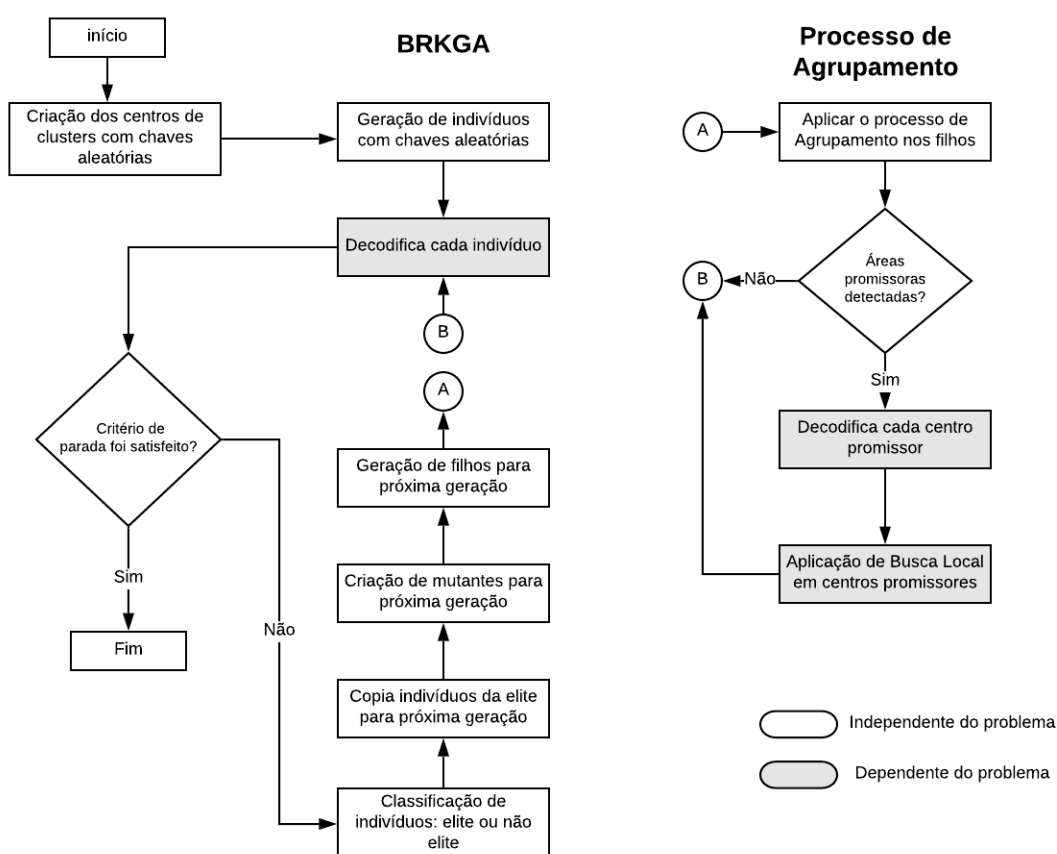 início
Criação dos centros de
clusters com chaves
aleatórias
BRKGA
Geração de indivíduos
com chaves aleatórias
Decodifica cada indivíduo
B
A
Critério de
parada foi satisfeito?
Sim
Fim
Não
Geração de filhos para
próxima geração
Criação de mutantes para
próxima geração
Copia indivíduos da elite
para próxima geração
Classificação de
indivíduos: elite ou não
elite
Processo de
Agrupamento
A
Aplicar o processo de
Agrupamento nos filhos
Áreas
promissoras
detectadas?
Não
B
Sim
Decodifica cada centro
promissor
Aplicação de Busca Local
em centros promissores
Independente do problema
Dependente do problema